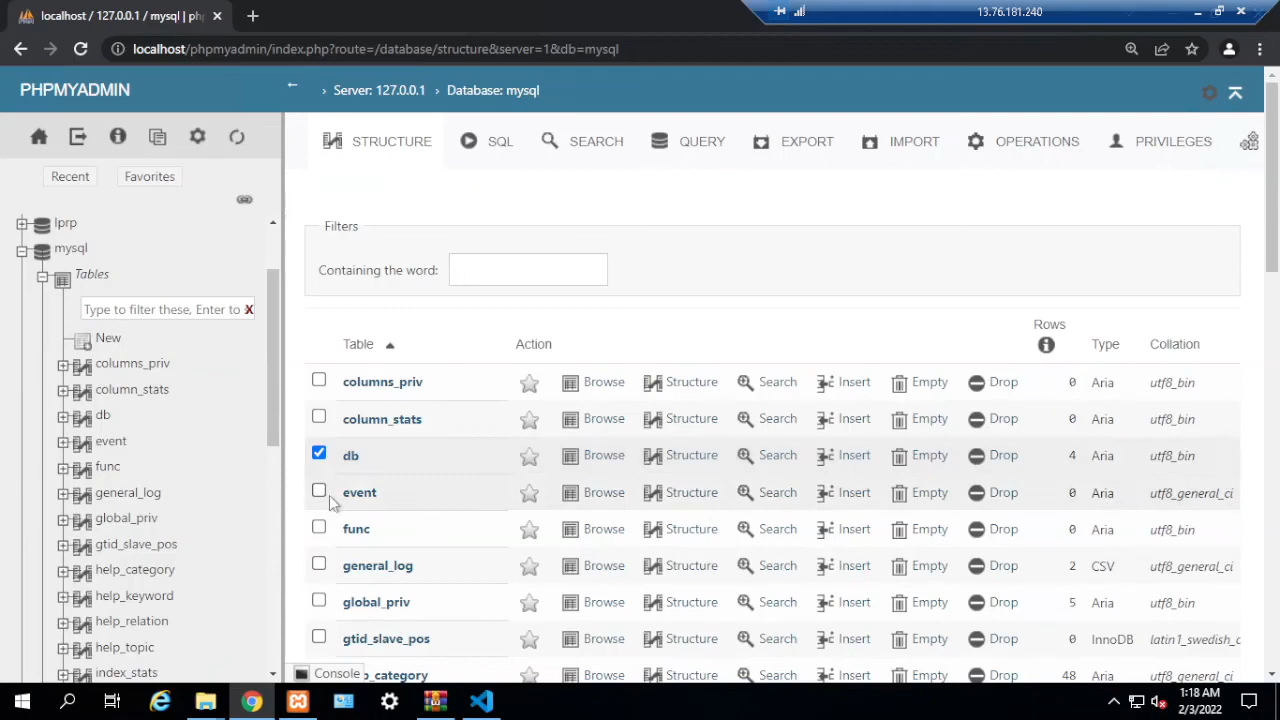 localhost / 127.0.0.1 / mysql | ph
13.76.181.240
localhost/phpmyadmin/index.php?route=/database/structure&server=1&db=mysql
PHPMYADMIN
Server: 127.0.0.1 › Database: mysql
STRUCTURE SQL SEARCH QUERY EXPORT IMPORT OPERATIONS PRIVILEGES
Recent Favorites
lprp
mysql
Tables
Type to filter these, Enter to X
New
columns_priv
column_stats
db
event
func
general_log
global_priv
gtid_slave_pos
help_category
help_keyword
help_relation
help_topic
index_stats
Filters
Containing the word:
Table Action Rows Type Collation
columns_priv Browse Structure Search Insert Empty Drop 0 Aria utf8_bin
column_stats Browse Structure Search Insert Empty Drop 0 Aria utf8_bin
db Browse Structure Search Insert Empty Drop 4 Aria utf8_bin
event Browse Structure Search Insert Empty Drop 0 Aria utf8_general_ci
func Browse Structure Search Insert Empty Drop 0 Aria utf8_bin
general_log Browse Structure Search Insert Empty Drop 2 CSV utf8_general_ci
global_priv Browse Structure Search Insert Empty Drop 5 Aria utf8_bin
gtid_slave_pos Browse Structure Search Insert Empty Drop 0 InnoDB latin1_swedish_c
p_category Browse Structure Search Insert Empty Drop 48 Aria utf8_general_ci
Console
1:18 AM
2/3/2022